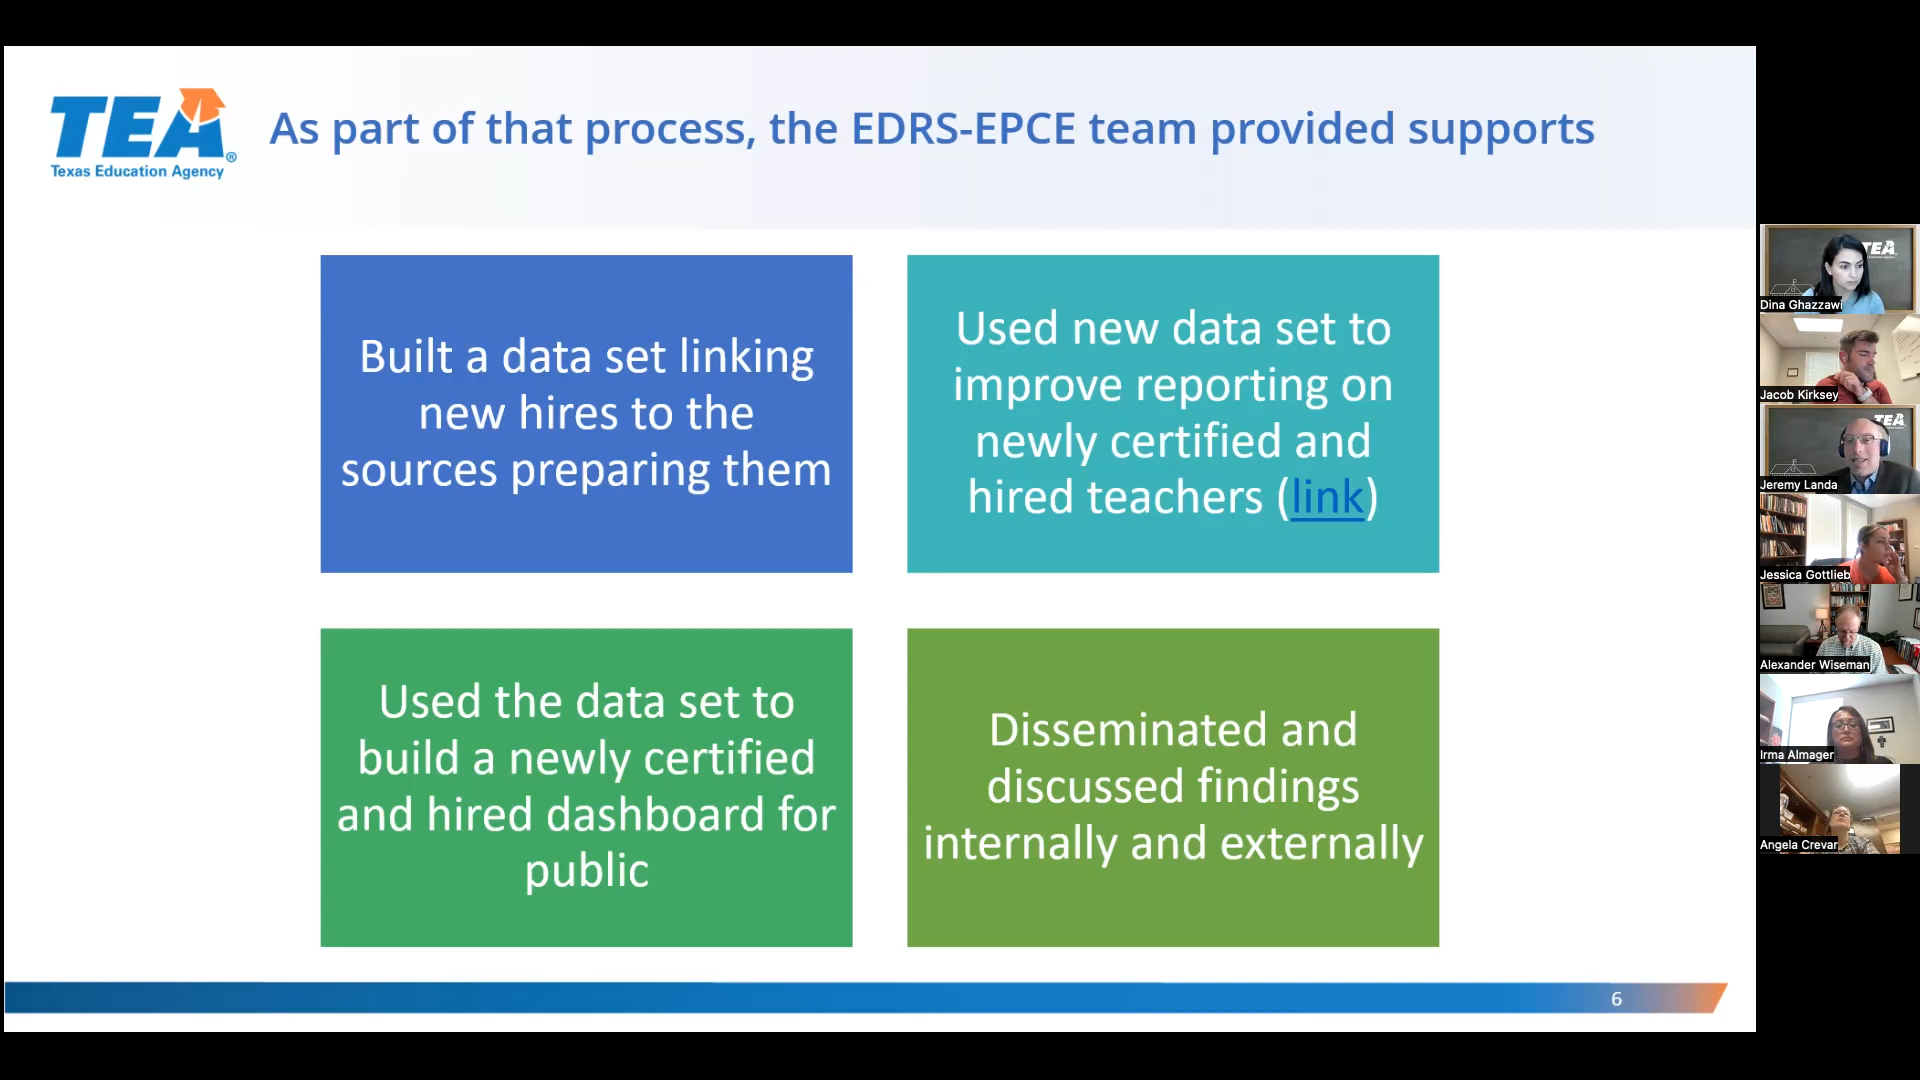 TEA
®
Texas Education Agency
As part of that process, the EDRS-EPCE team provided supports
Built a data set linking
new hires to the
sources preparing them
Used new data set to
improve reporting on
newly certified and
hired teachers (link)
Used the data set to
build a newly certified
and hired dashboard for
public
Disseminated and
discussed findings
internally and externally
6
TEA
Dina Ghazzawi
Jacob Kirksey
TEA
Jeremy Landa
Jessica Gottlieb
Alexander Wiseman
Irma Almager
Angela Crevar